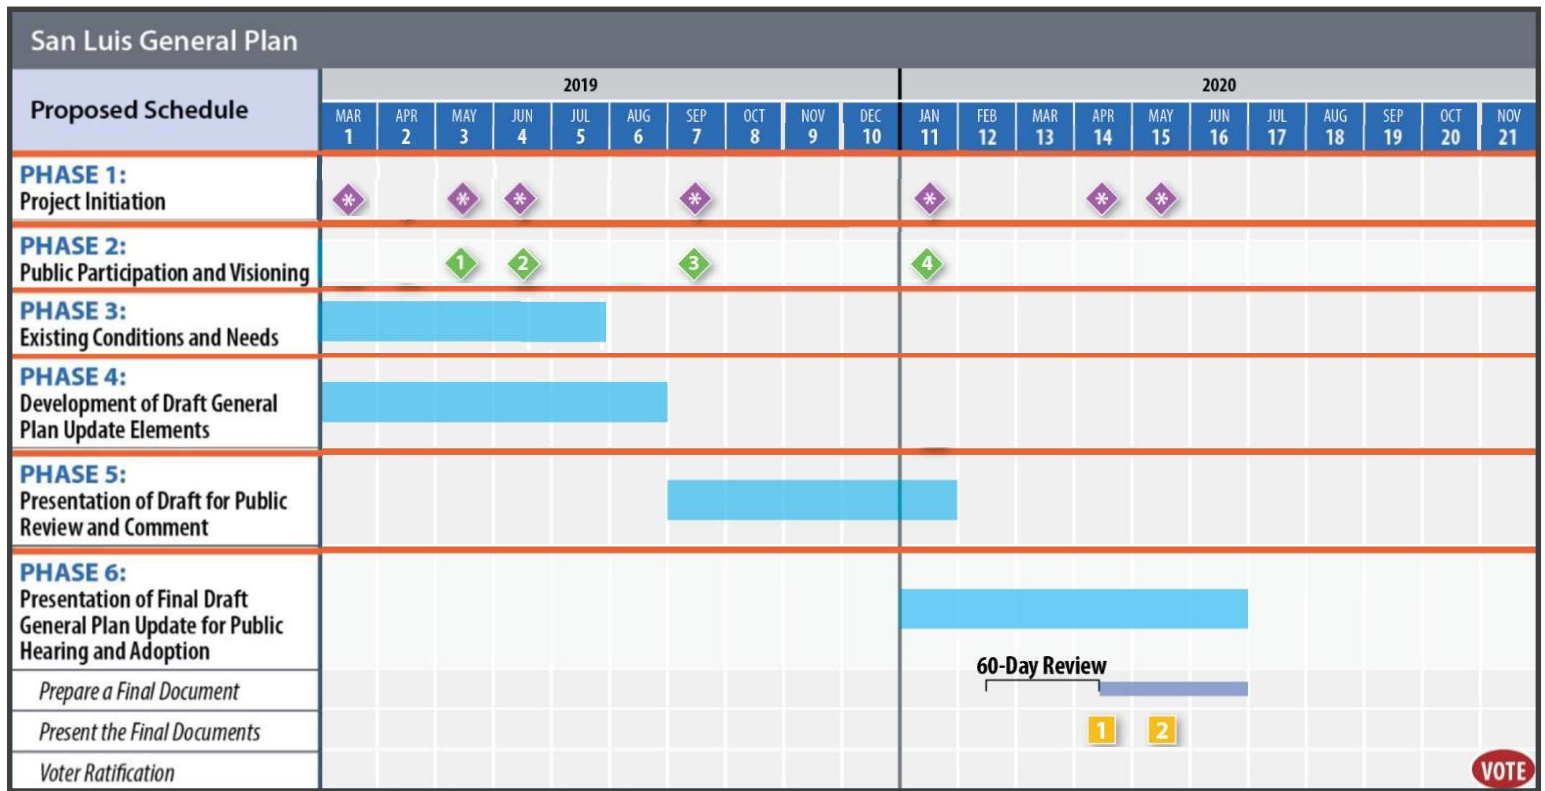 San Luis General Plan
Proposed Schedule
2019
2020
MAR APR MAY JUN JUL AUG SEP OCT NOV DEC JAN FEB MAR APR MAY JUN JUL AUG SEP OCT NOV
1 2 3 4 5 6 7 8 9 10 11 12 13 14 15 16 17 18 19 20 21
PHASE 1:
Project Initiation
* * * * * * *
PHASE 2:
Public Participation and Visioning
1 2 3 4
PHASE 3:
Existing Conditions and Needs
PHASE 4:
Development of Draft General
Plan Update Elements
PHASE 5:
Presentation of Draft for Public
Review and Comment
PHASE 6:
Presentation of Final Draft
General Plan Update for Public
Hearing and Adoption
60-Day Review
Prepare a Final Document
Present the Final Documents
1 2
Voter Ratification
VOTE